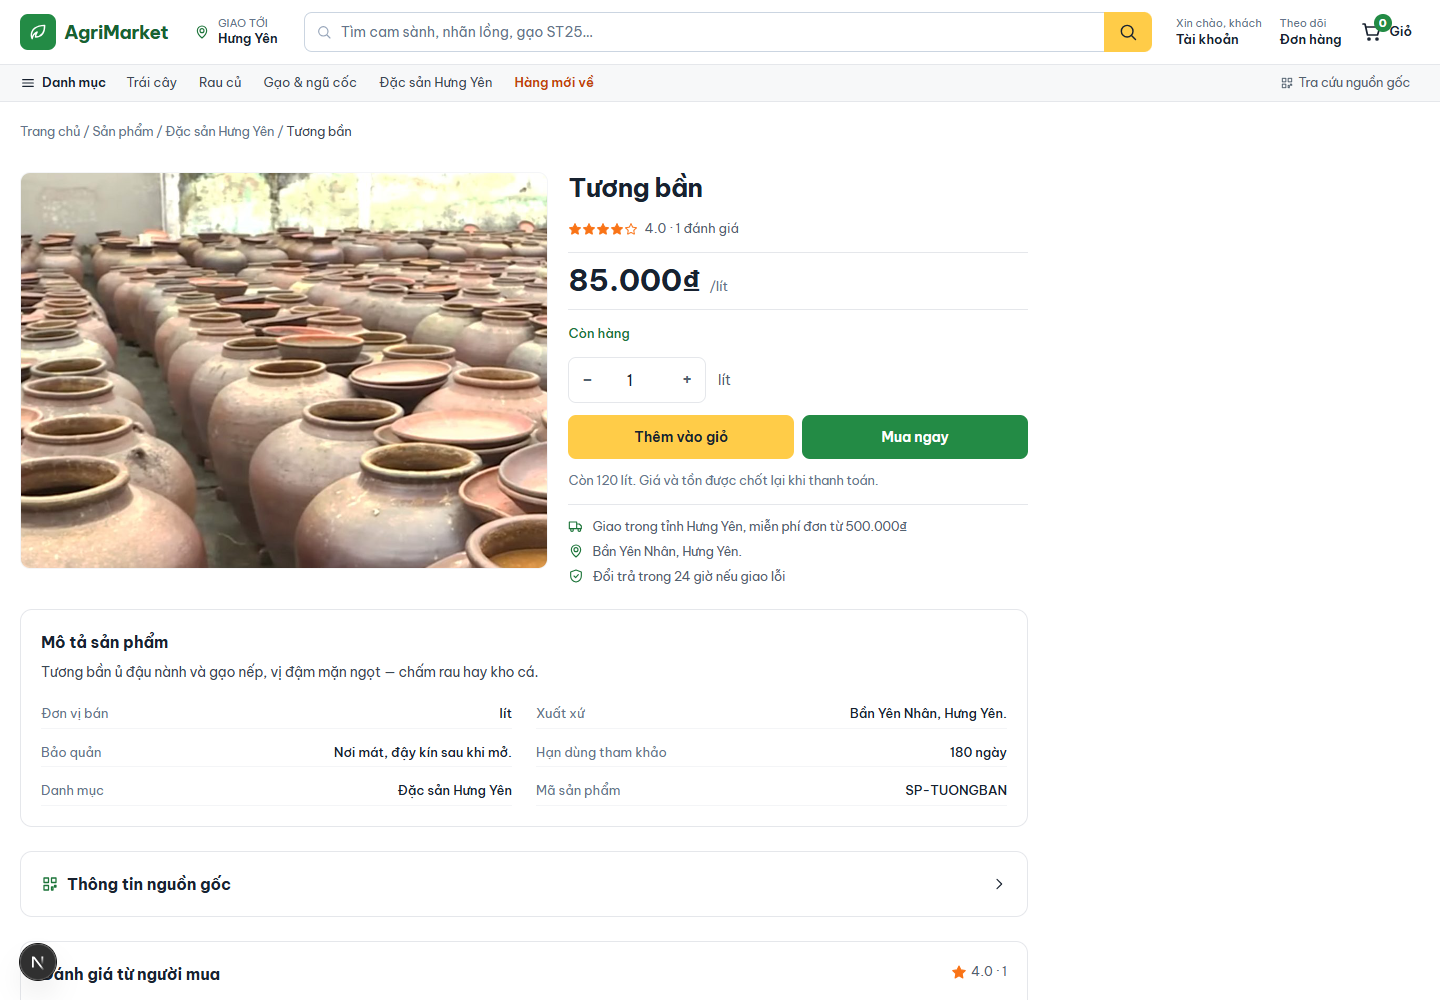 AgriMarket
GIAO TỚI
Hưng Yên
Tìm cam sành, nhãn lồng, gạo ST25...
Xin chào, khách
Tài khoản
Theo dõi
Đơn hàng
0
Giỏ
Danh mục
Trái cây
Rau củ
Gạo & ngũ cốc
Đặc sản Hưng Yên
Hàng mới về
Tra cứu nguồn gốc
Trang chủ / Sản phẩm / Đặc sản Hưng Yên / Tương bần
Tương bần
4.0 · 1 đánh giá
85.000₫ /lít
Còn hàng
− 1 + lít
Thêm vào giỏ
Mua ngay
Còn 120 lít. Giá và tồn được chốt lại khi thanh toán.
Giao trong tỉnh Hưng Yên, miễn phí đơn từ 500.000₫
Bần Yên Nhân, Hưng Yên.
Đổi trả trong 24 giờ nếu giao lỗi
Mô tả sản phẩm
Tương bần ủ đậu nành và gạo nếp, vị đậm mặn ngọt — chấm rau hay kho cá.
Đơn vị bán lít
Xuất xứ Bần Yên Nhân, Hưng Yên.
Bảo quản Nơi mát, đậy kín sau khi mở.
Hạn dùng tham khảo 180 ngày
Danh mục Đặc sản Hưng Yên
Mã sản phẩm SP-TUONGBAN
Thông tin nguồn gốc
N
ánh giá từ người mua
4.0 · 1